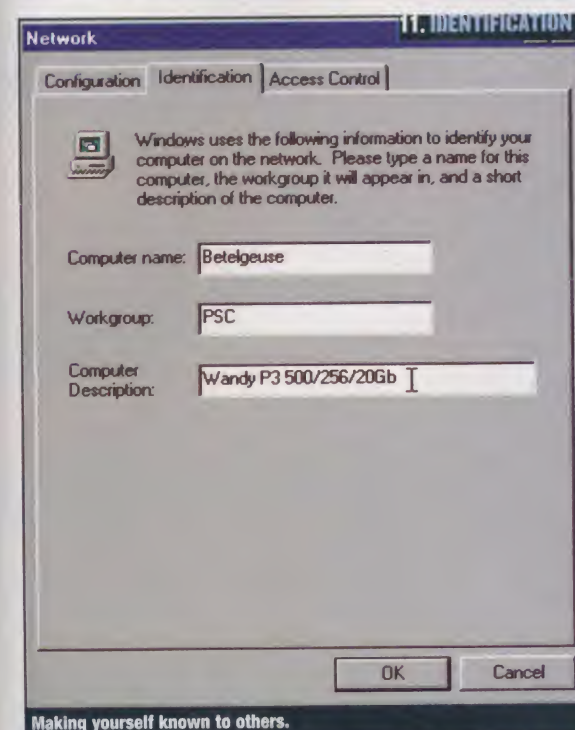 11. IDENTIFICATION
Network
Configuration
Identification
Access Control
Windows uses the following information to identify your
computer on the network. Please type a name for this
computer, the workgroup it will appear in, and a short
description of the computer.
Computer name: Betelgeuse
Workgroup: PSC
Computer
Description: Wandy P3 500/256/20Gb
OK
Cancel
Making yourself known to others.